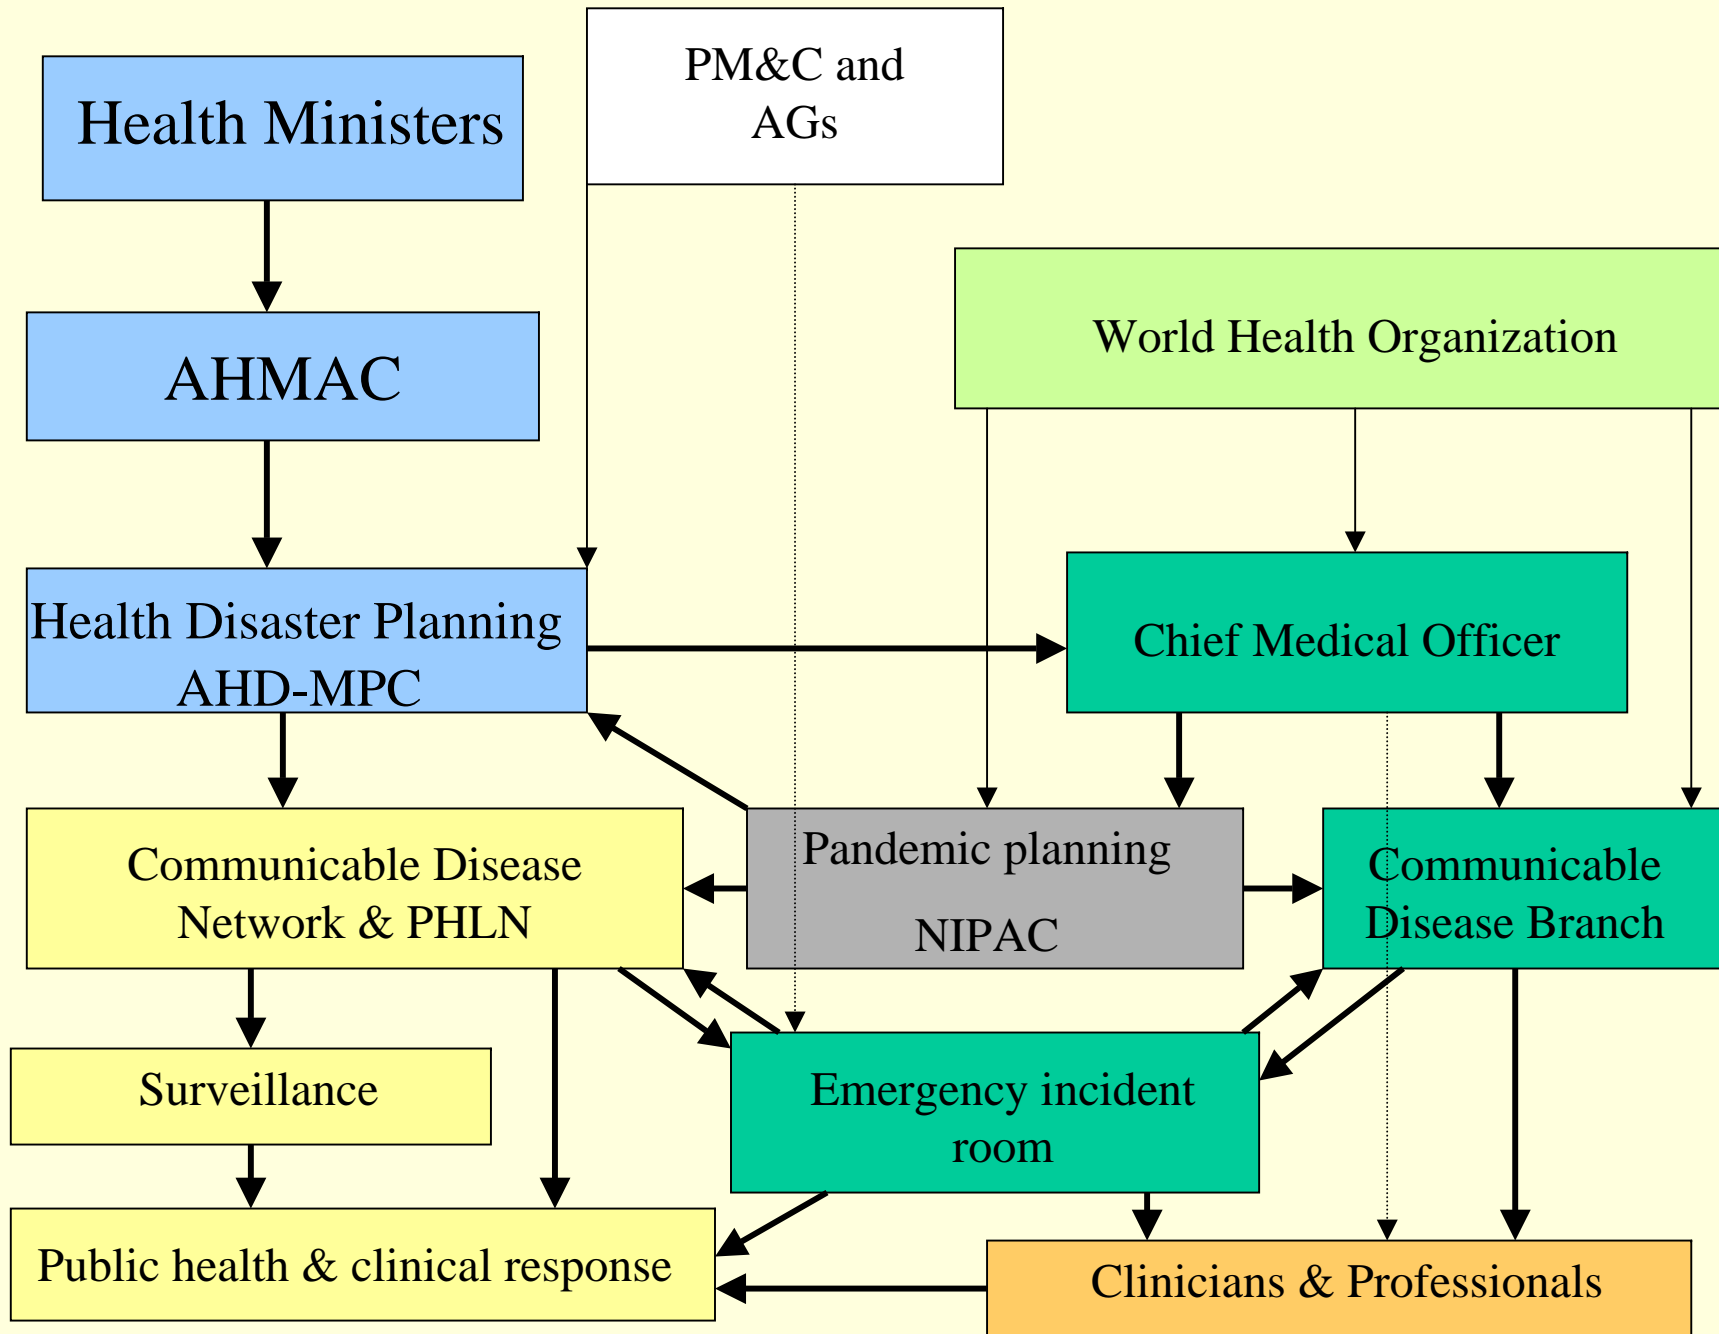 PM&C and
AGs
Health Ministers
World Health Organization
AHMAC
Health Disaster Planning
AHD-MPC
Chief Medical Officer
Communicable Disease
Network & PHLN
Pandemic planning
NIPAC
Communicable
Disease Branch
Surveillance
Emergency incident
room
Public health & clinical response
Clinicians & Professionals